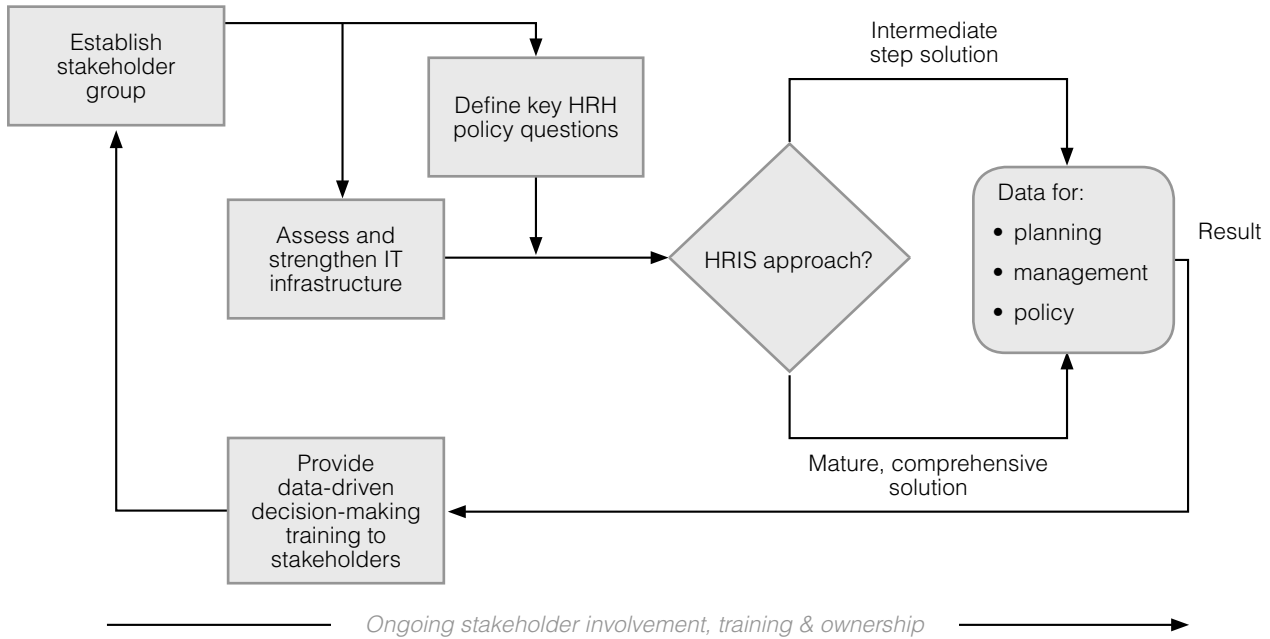 Establish
stakeholder
group
Define key HRH
policy questions
Assess and
strengthen IT
infrastructure
HRIS approach?
Intermediate
step solution
Mature, comprehensive
solution
Data for:
• planning
• management
• policy
Result
Provide
data-driven
decision-making
training to
stakeholders
Ongoing stakeholder involvement, training & ownership